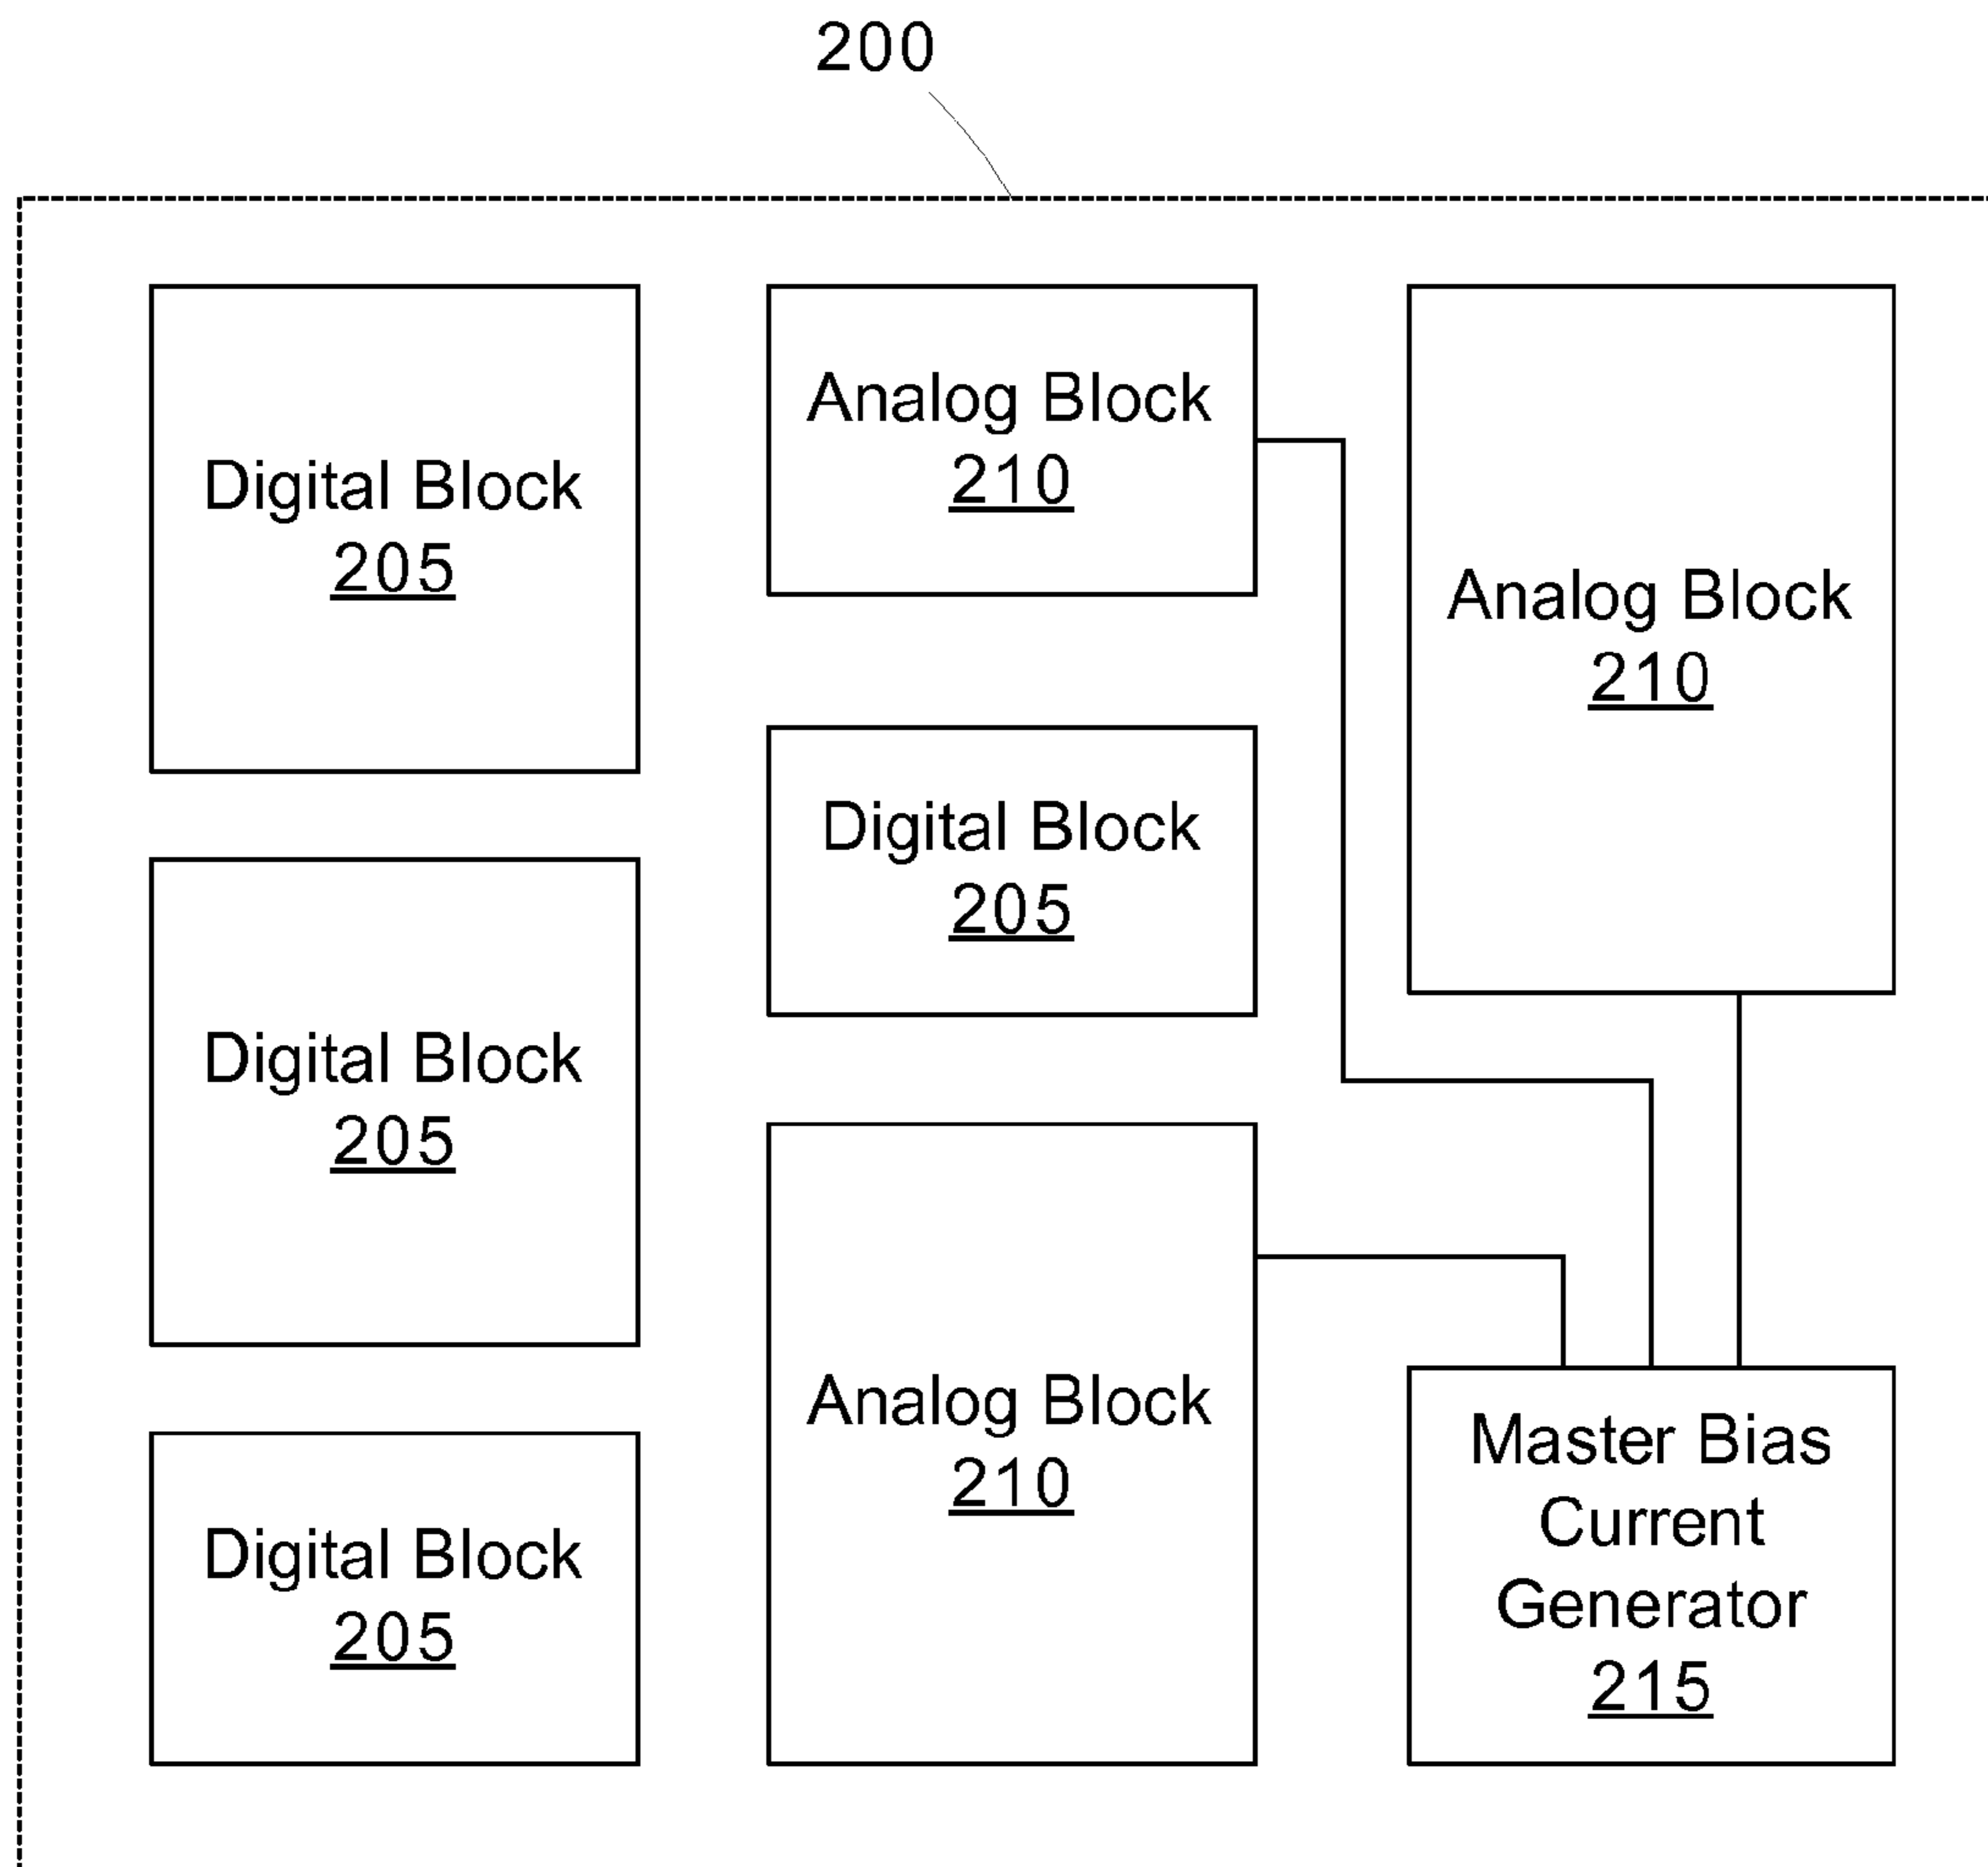 200
Digital Block
205
Analog Block
210
Analog Block
210
Digital Block
205
Digital Block
205
Analog Block
210
Digital Block
205
Master Bias
Current
Generator
215